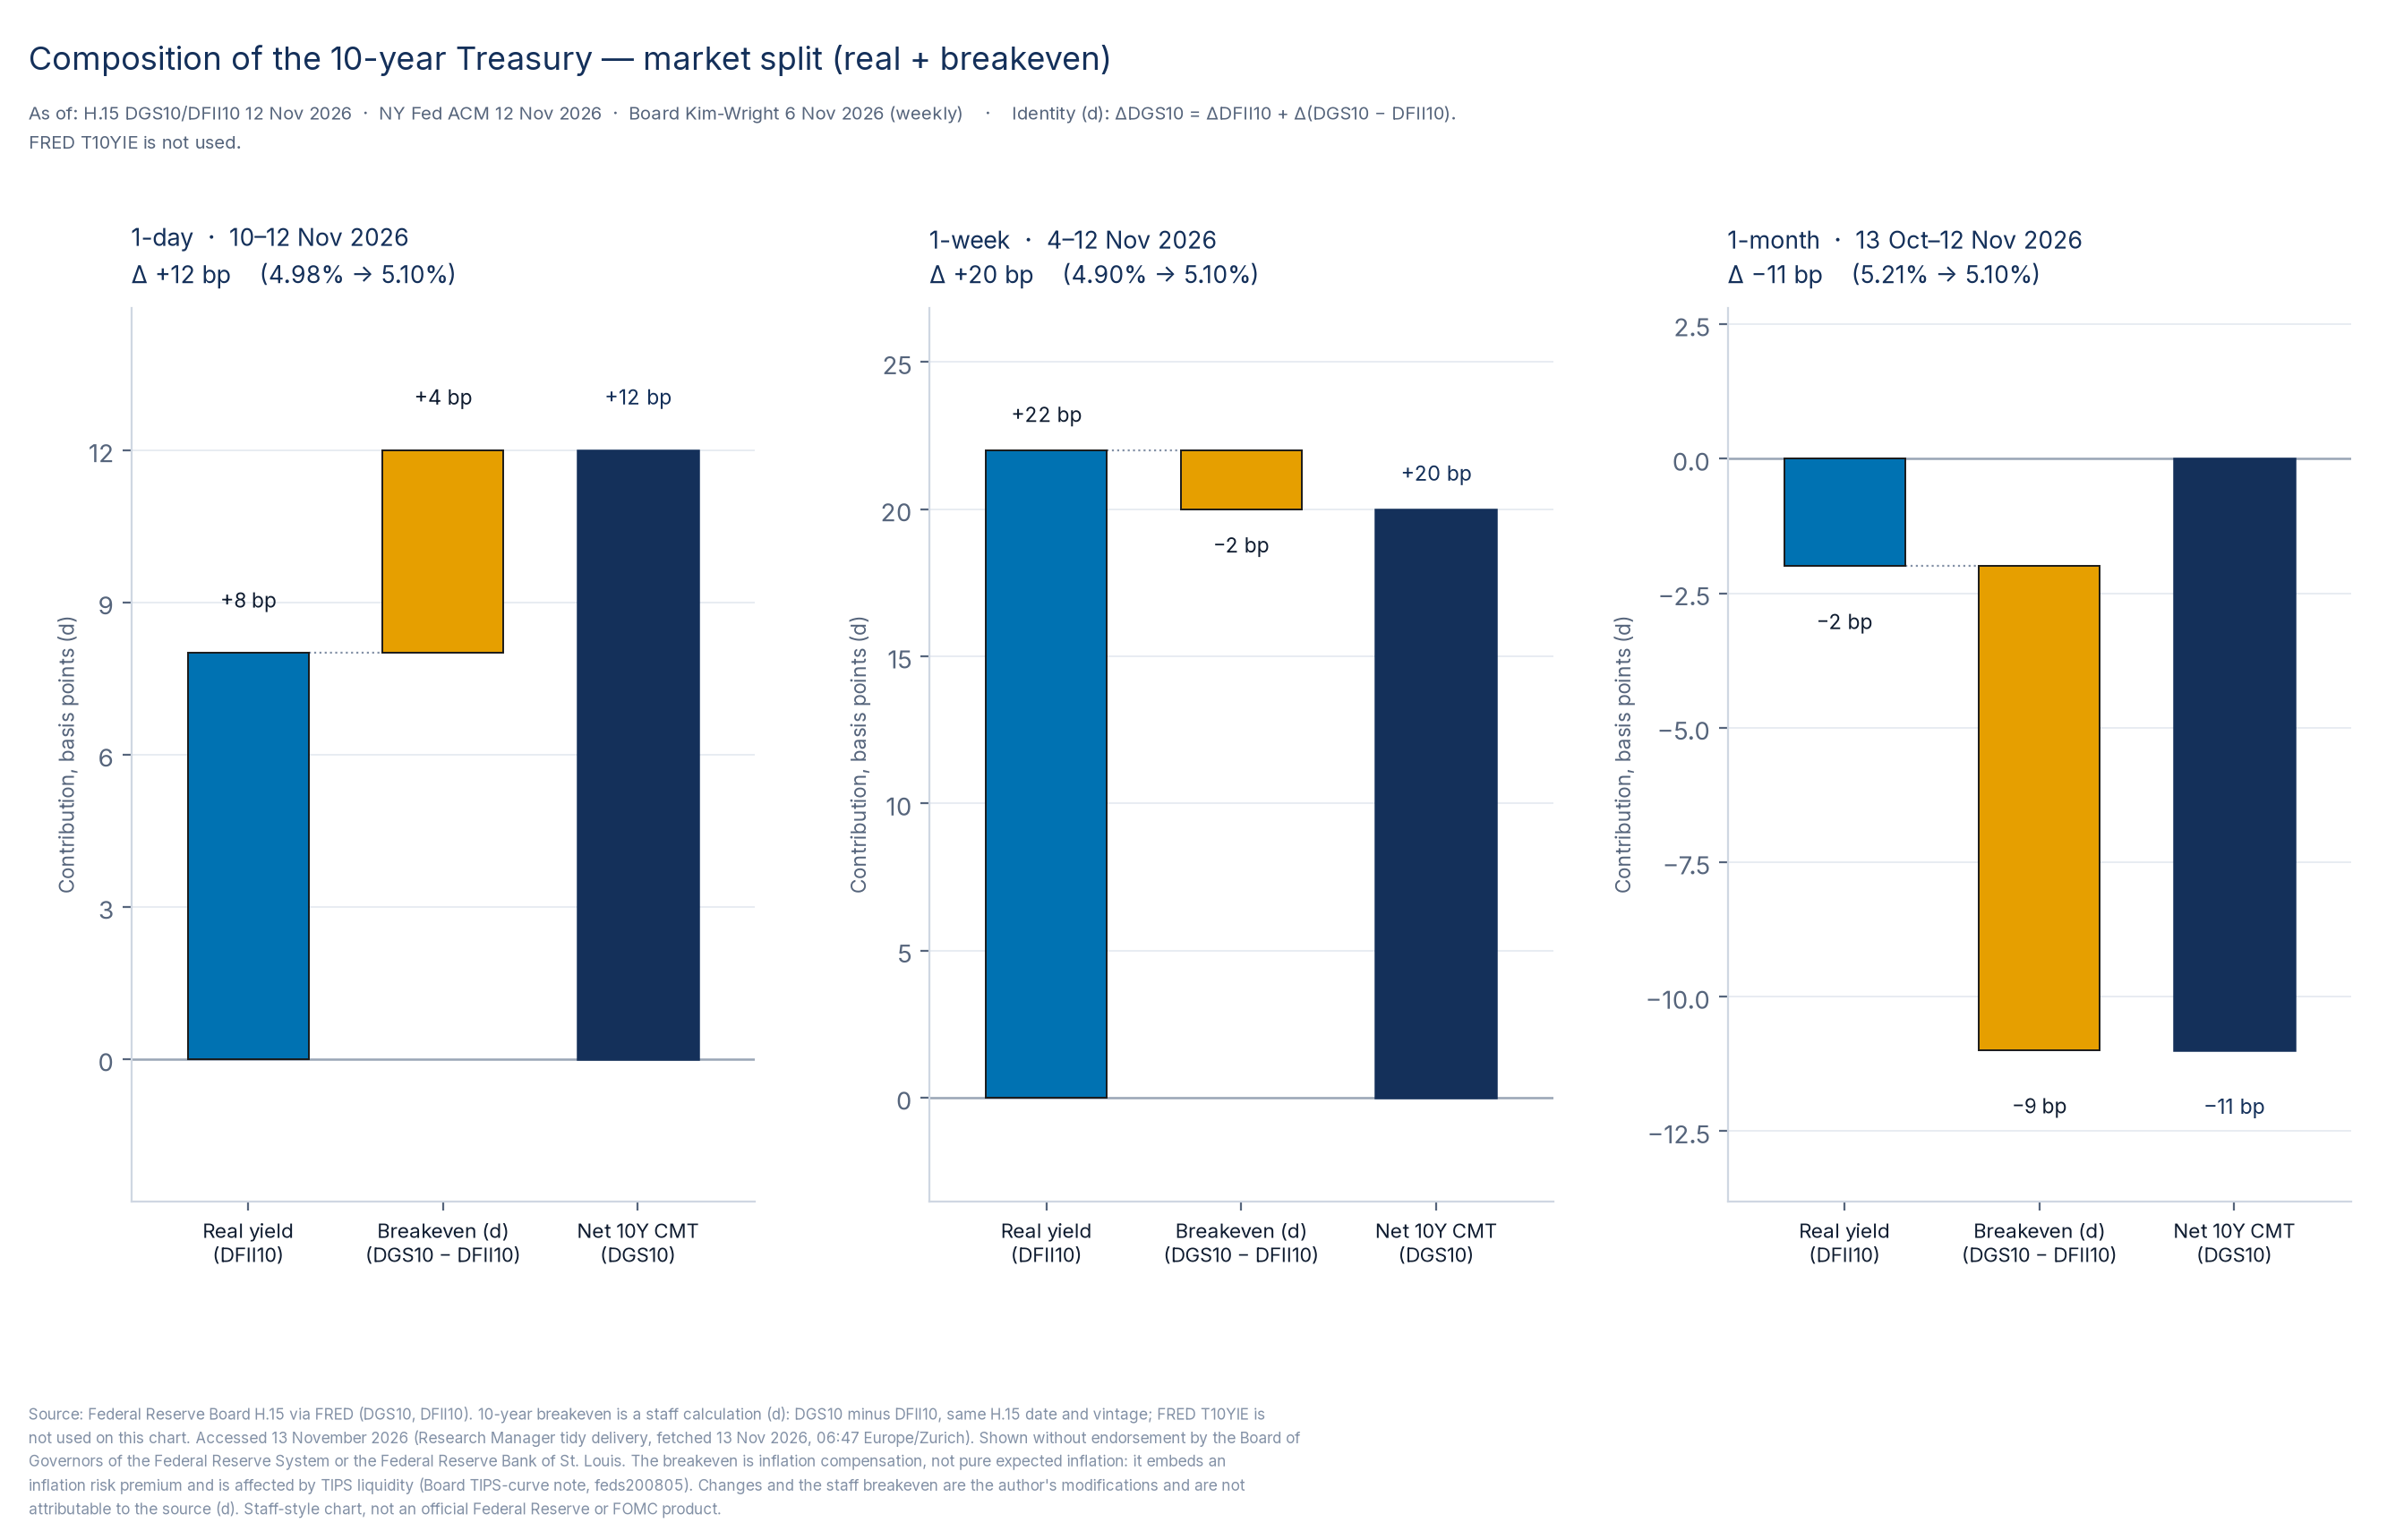 Composition of the 10-year Treasury — market split (real + breakeven)
As of: H.15 DGS10/DFII10 12 Nov 2026 · NY Fed ACM 12 Nov 2026 · Board Kim-Wright 6 Nov 2026 (weekly) · Identity (d): ΔDGS10 = ΔDFII10 + Δ(DGS10 − DFII10).
FRED T10YIE is not used.
1-day · 10–12 Nov 2026
Δ +12 bp (4.98% → 5.10%)
Contribution, basis points (d)
12
9
6
3
0
+8 bp
+4 bp
+12 bp
Real yield
(DFII10)
Breakeven (d)
(DGS10 − DFII10)
Net 10Y CMT
(DGS10)
1-week · 4–12 Nov 2026
Δ +20 bp (4.90% → 5.10%)
Contribution, basis points (d)
25
20
15
10
5
0
+22 bp
−2 bp
+20 bp
Real yield
(DFII10)
Breakeven (d)
(DGS10 − DFII10)
Net 10Y CMT
(DGS10)
1-month · 13 Oct–12 Nov 2026
Δ −11 bp (5.21% → 5.10%)
Contribution, basis points (d)
2.5
0.0
−2.5
−5.0
−7.5
−10.0
−12.5
−2 bp
−9 bp
−11 bp
Real yield
(DFII10)
Breakeven (d)
(DGS10 − DFII10)
Net 10Y CMT
(DGS10)
Source: Federal Reserve Board H.15 via FRED (DGS10, DFII10). 10-year breakeven is a staff calculation (d): DGS10 minus DFII10, same H.15 date and vintage; FRED T10YIE is
not used on this chart. Accessed 13 November 2026 (Research Manager tidy delivery, fetched 13 Nov 2026, 06:47 Europe/Zurich). Shown without endorsement by the Board of
Governors of the Federal Reserve System or the Federal Reserve Bank of St. Louis. The breakeven is inflation compensation, not pure expected inflation: it embeds an
inflation risk premium and is affected by TIPS liquidity (Board TIPS-curve note, feds200805). Changes and the staff breakeven are the author's modifications and are not
attributable to the source (d). Staff-style chart, not an official Federal Reserve or FOMC product.